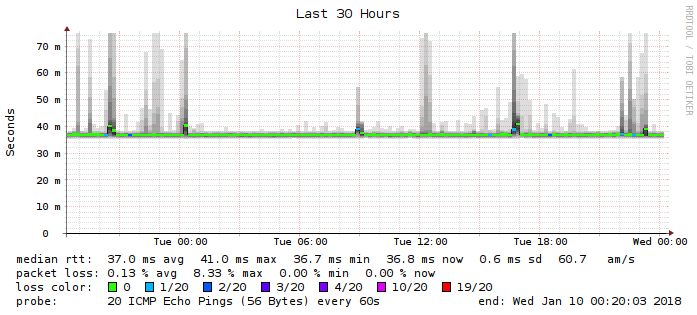 Last 30 Hours
RRDTOOL / TOBI OETIKER
Seconds
70 m
60 m
50 m
40 m
30 m
20 m
10 m
0
Tue 00:00 Tue 06:00 Tue 12:00 Tue 18:00 Wed 00:00
median rtt: 37.0 ms avg 41.0 ms max 36.7 ms min 36.8 ms now 0.6 ms sd 60.7 am/s
packet loss: 0.13 % avg 8.33 % max 0.00 % min 0.00 % now
loss color: 0 1/20 2/20 3/20 4/20 10/20 19/20
probe: 20 ICMP Echo Pings (56 Bytes) every 60s end: Wed Jan 10 00:20:03 2018